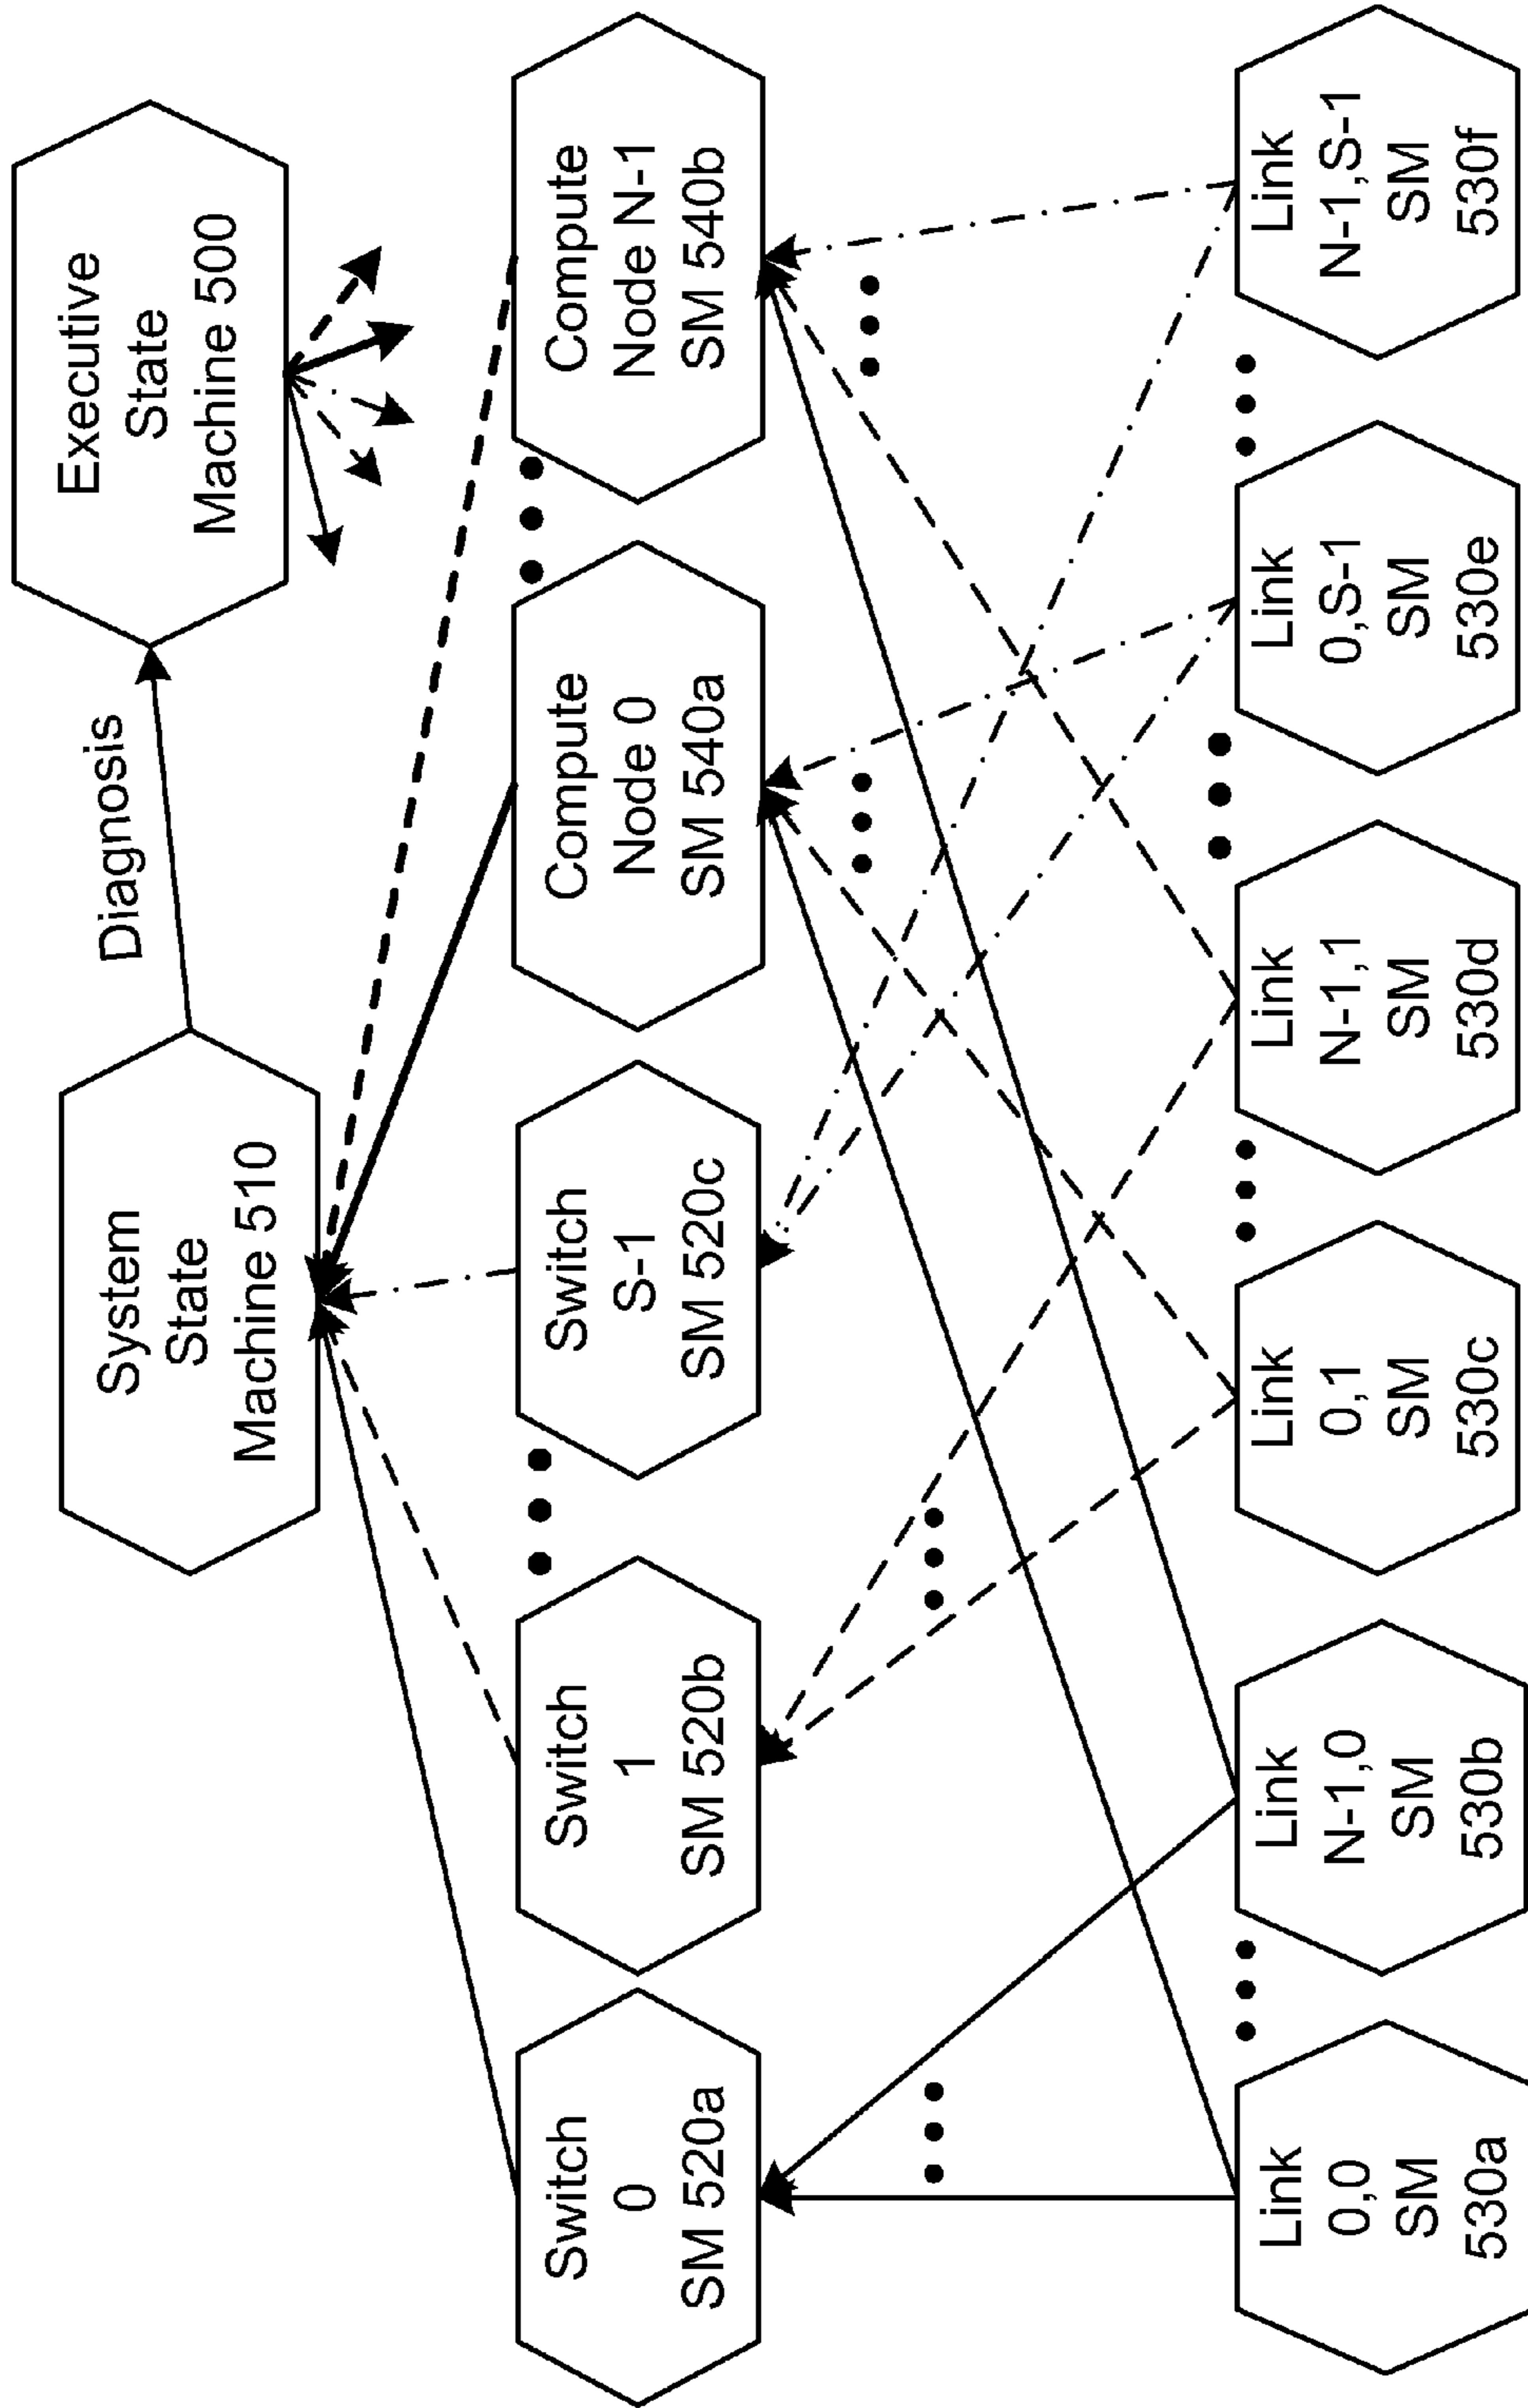 System
State
Machine 510
Diagnosis
Executive
State
Machine 500
Switch
0
SM 520a
Switch
1
SM 520b
Switch
S-1
SM 520c
Compute
Node 0
SM 540a
Compute
Node N-1
SM 540b
Link
0,0
SM
530a
Link
N-1,0
SM
530b
Link
0,1
SM
530c
Link
N-1,1
SM
530d
Link
0,S-1
SM
530e
Link
N-1,S-1
SM
530f